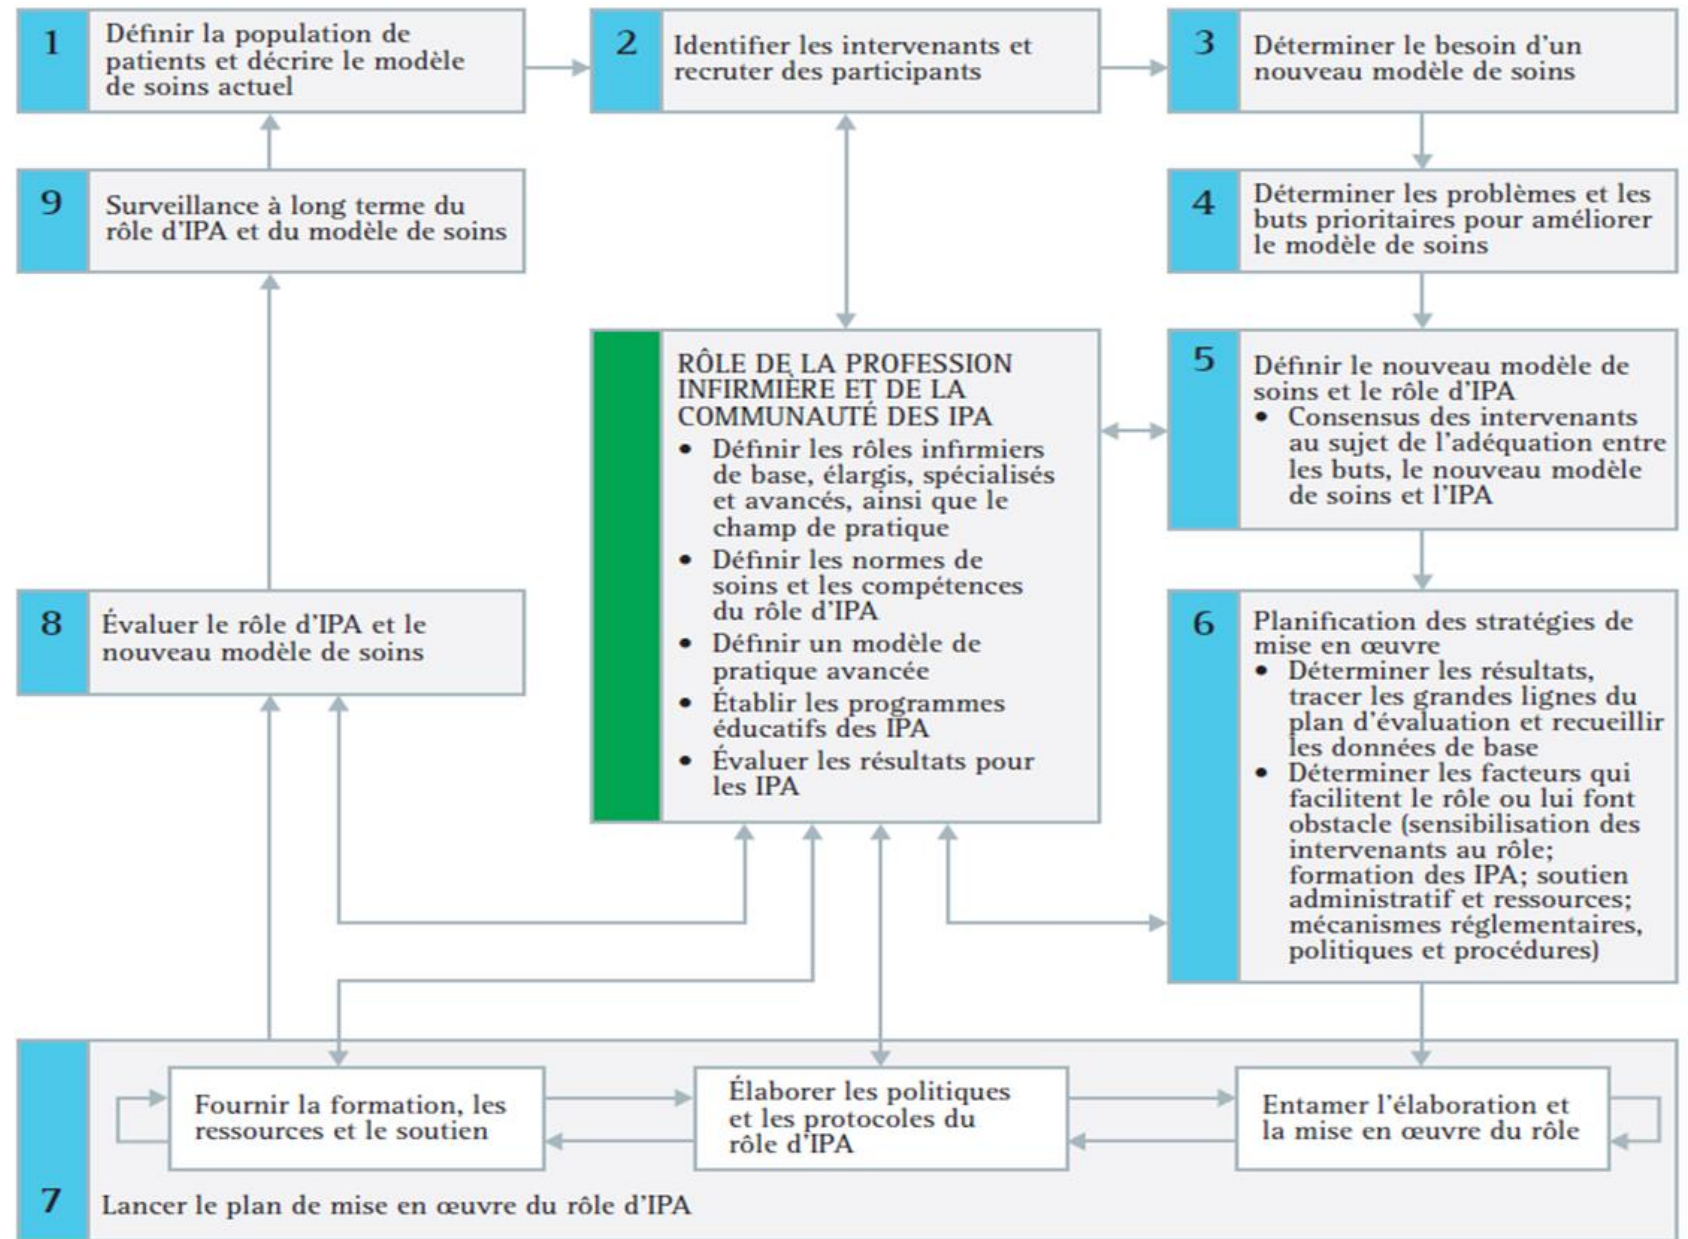 1
Définir la population de
patients et décrire le modèle
de soins actuel
2
Identifier les intervenants et
recruter des participants
3
Déterminer le besoin d'un
nouveau modèle de soins
4
Déterminer les problèmes et les
buts prioritaires pour améliorer
le modèle de soins
5
Définir le nouveau modèle de
soins et le rôle d'IPA
• Consensus des intervenants
au sujet de l'adéquation entre
les buts, le nouveau modèle
de soins et l'IPA
6
Planification des stratégies de
mise en œuvre
• Déterminer les résultats,
tracer les grandes lignes du
plan d'évaluation et recueillir
les données de base
• Déterminer les facteurs qui
facilitent le rôle ou lui font
obstacle (sensibilisation des
intervenants au rôle;
formation des IPA; soutien
administratif et ressources;
mécanismes réglementaires,
politiques et procédures)
RÔLE DE LA PROFESSION
INFIRMIÈRE ET DE LA
COMMUNAUTÉ DES IPA
• Définir les rôles infirmiers
de base, élargis, spécialisés
et avancés, ainsi que le
champ de pratique
• Définir les normes de
soins et les compétences
du rôle d'IPA
• Définir un modèle de
pratique avancée
• Établir les programmes
éducatifs des IPA
• Évaluer les résultats pour
les IPA
9
Surveillance à long terme du
rôle d'IPA et du modèle de soins
8
Évaluer le rôle d'IPA et le
nouveau modèle de soins
Fournir la formation, les
ressources et le soutien
Élaborer les politiques
et les protocoles du
rôle d'IPA
Entamer l'élaboration et
la mise en œuvre du rôle
7
Lancer le plan de mise en œuvre du rôle d'IPA